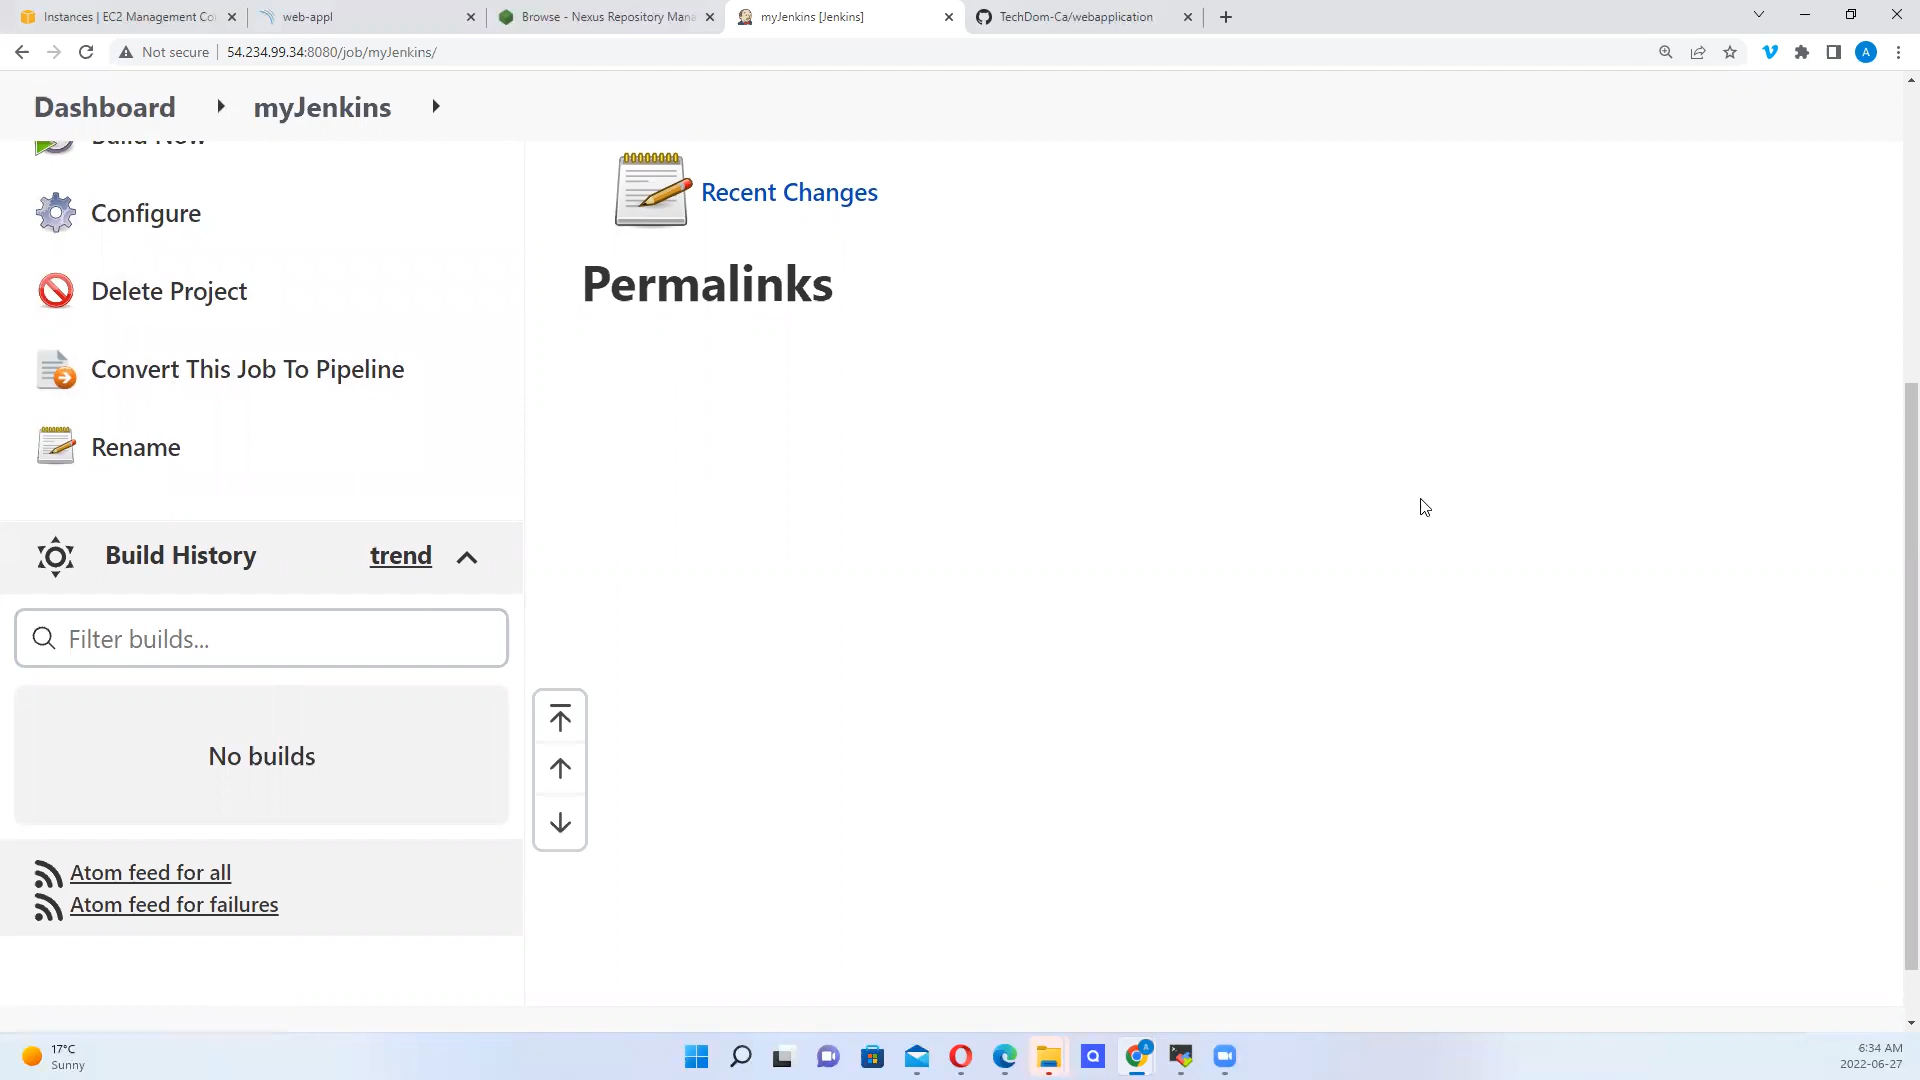 Instances | EC2 Management Co
web-appl
Browse - Nexus Repository Mana
myJenkins [Jenkins]
TechDom-Ca/webapplication
Not secure
54.234.99.34:8080/job/myJenkins/
A
Dashboard
myJenkins
Build Now
Configure
Delete Project
Convert This Job To Pipeline
Rename
Build History
trend
Filter builds...
No builds
Atom feed for all
Atom feed for failures
Recent Changes
Permalinks
17°C
Sunny
A
6:34 AM
2022-06-27